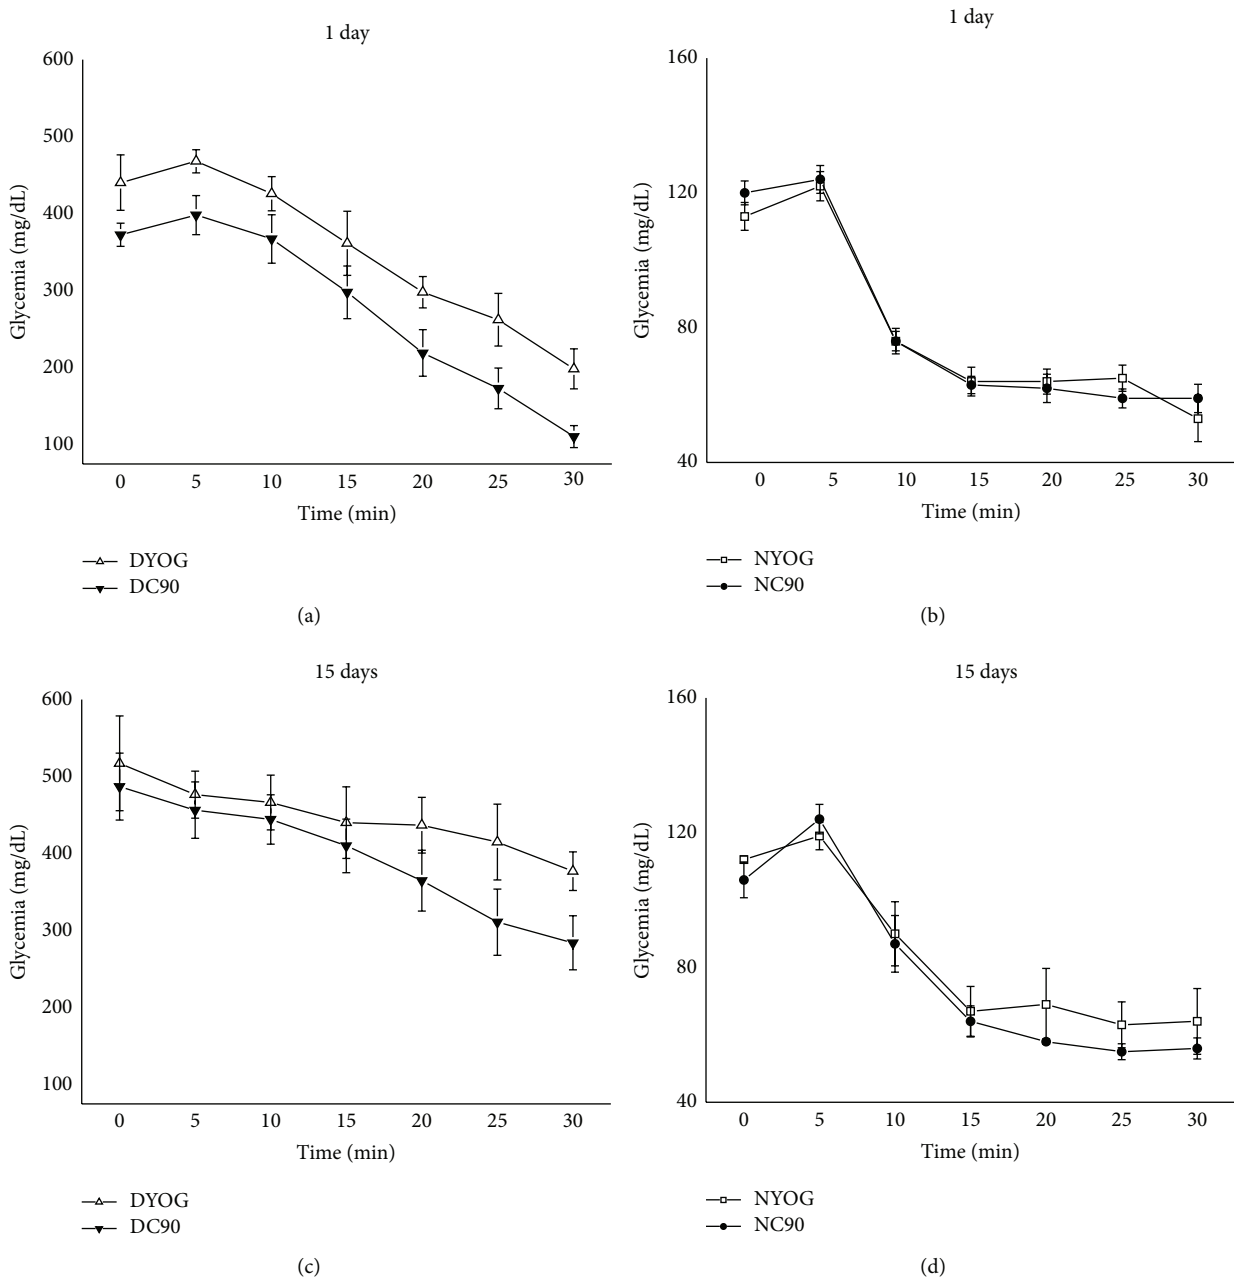 1 day
600
500
400
300
200
100
Glycemia (mg/dL)
0 5 10 15 20 25 30
Time (min)
DYOG
DC90
(a)
1 day
160
120
80
40
Glycemia (mg/dL)
0 5 10 15 20 25 30
Time (min)
NYOG
NC90
(b)
15 days
600
500
400
300
200
100
Glycemia (mg/dL)
0 5 10 15 20 25 30
Time (min)
DYOG
DC90
(c)
15 days
160
120
80
40
Glycemia (mg/dL)
0 5 10 15 20 25 30
Time (min)
NYOG
NC90
(d)